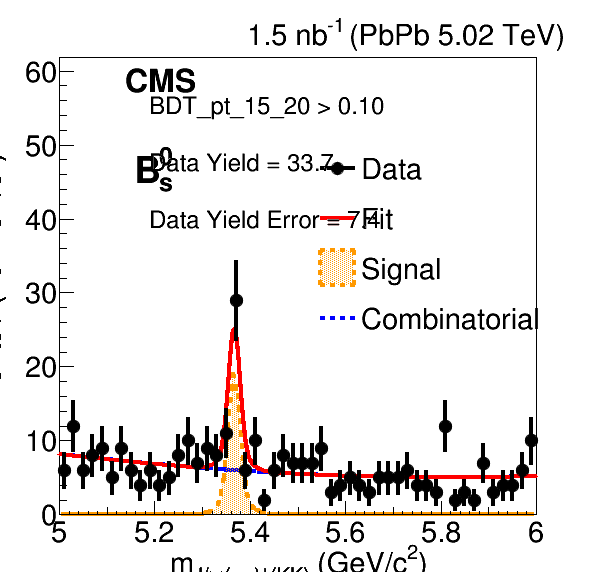 1.5 nb-1 (PbPb 5.02 TeV)
60
CMS
BDT_pt_15_20 > 0.10
50
B0s
Data Yield = 33.7
Data
40
Data Yield Error = 7.4
Fit
30
Signal
Combinatorial
20
10
0
5 5.2 5.4 5.6 5.8 6
(GeV/c2)